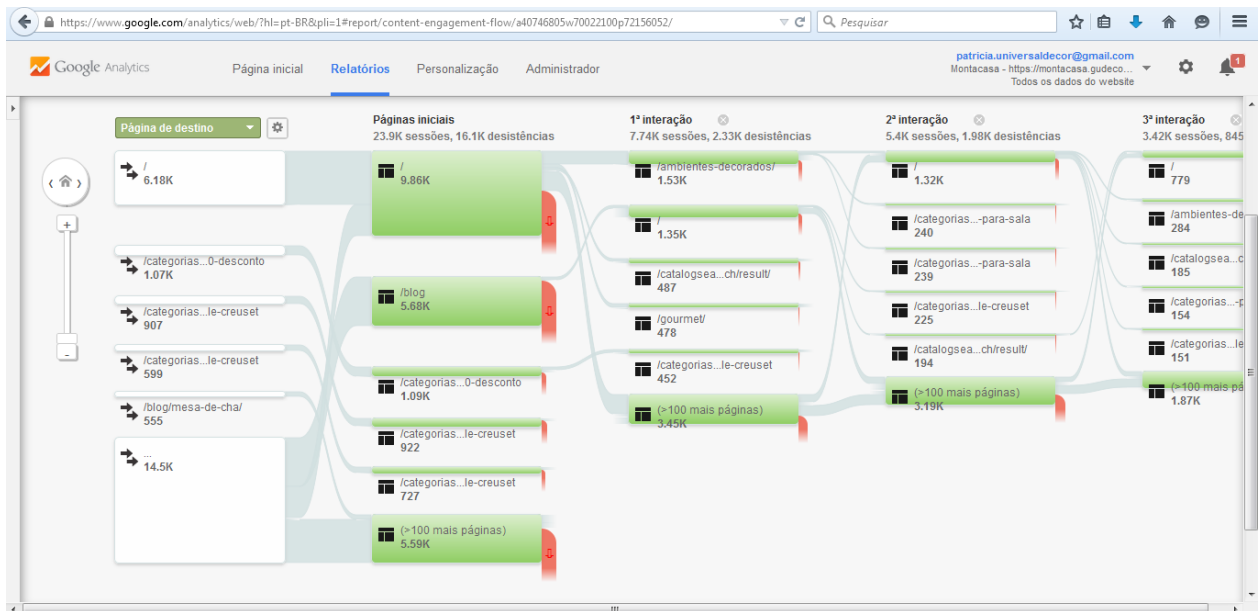 https://www.google.com/analytics/web/?hl=pt-BR&pli=1#report/content-engagement-flow/a40746805w70022100p72156052/
Pesquisar
Google Analytics
Página inicial
Relatórios
Personalização
Administrador
patricia.universaldecor@gmail.com
Montacasa - https://montacasa.gudeco...
Todos os dados do website
1
Página de destino
Páginas iniciais
23.9K sessões, 16.1K desistências
1ª interação
7.74K sessões, 2.33K desistências
2ª interação
5.4K sessões, 1.98K desistências
3ª interação
3.42K sessões, 845
/
6.18K
/categorias...0-desconto
1.07K
/categorias...le-creuset
907
/categorias...le-creuset
599
/blog/mesa-de-cha/
555
...
14.5K
/
9.86K
/blog
5.68K
/categorias...0-desconto
1.09K
/categorias...le-creuset
922
/categorias...le-creuset
727
(>100 mais páginas)
5.59K
/ambientes-decorados/
1.53K
/
1.35K
/catalogsea...ch/result/
487
/gourmet/
478
/categorias...le-creuset
452
(>100 mais páginas)
3.45K
/
1.32K
/categorias...-para-sala
240
/categorias...-para-sala
239
/categorias...le-creuset
225
/catalogsea...ch/result/
194
(>100 mais páginas)
3.19K
/
779
/ambientes-de
284
/catalogsea...c
185
/categorias...-p
154
/categorias...le
151
(>100 mais pá
1.87K